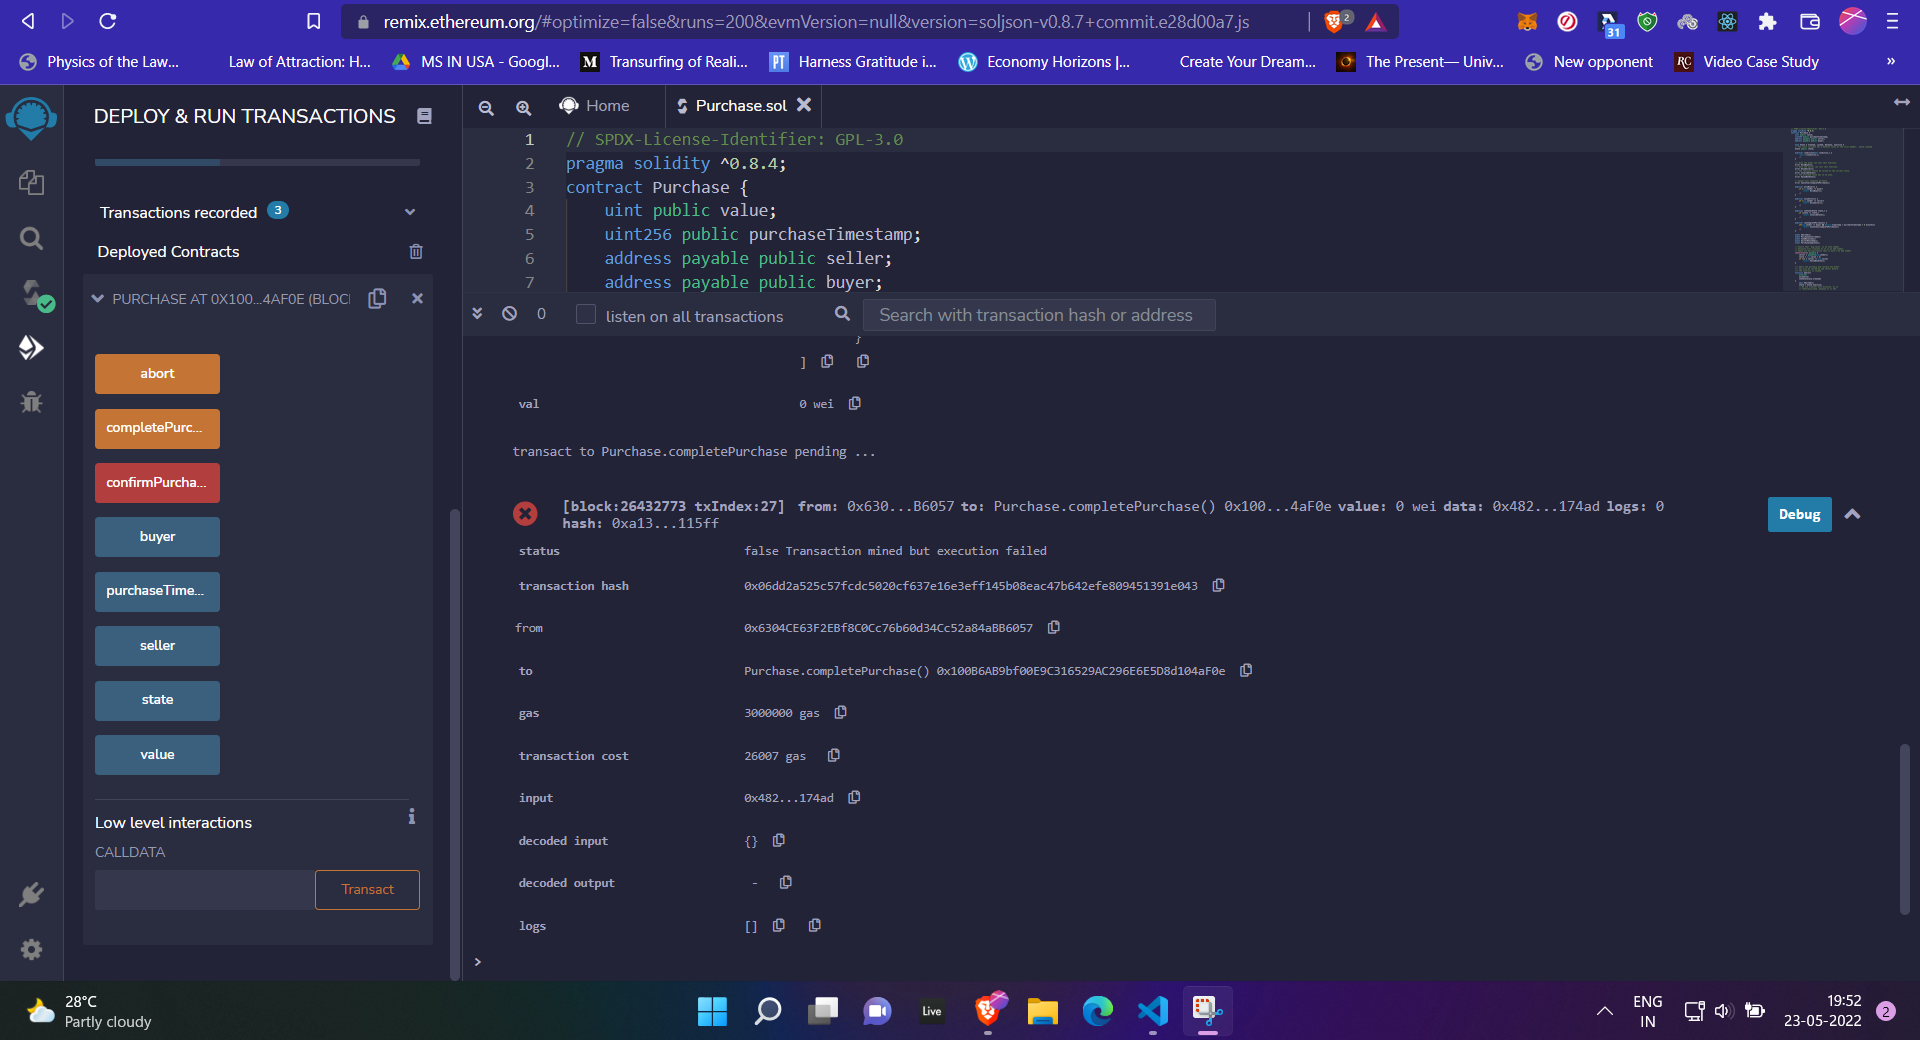 remix.ethereum.org/#optimize=false&runs=200&evmVersion=null&version=soljson-v0.8.7+commit.e28d00a7.js
2
31
Physics of the Law...
Law of Attraction: H...
MS IN USA - Googl...
M
Transurfing of Reali...
PT
Harness Gratitude i...
Economy Horizons |...
Create Your Dream...
The Present— Univ...
New opponent
RC
Video Case Study
»
DEPLOY & RUN TRANSACTIONS
Transactions recorded 3
Deployed Contracts
PURCHASE AT 0X100...4AF0E (BLOCI
abort
completePurc...
confirmPurcha...
buyer
purchaseTime...
seller
state
value
Low level interactions
CALLDATA
Transact
Home
Purchase.sol
1 // SPDX-License-Identifier: GPL-3.0
2 pragma solidity ^0.8.4;
3 contract Purchase {
4 uint public value;
5 uint256 public purchaseTimestamp;
6 address payable public seller;
7 address payable public buyer;
0
listen on all transactions
Search with transaction hash or address
}
]
val 0 wei
transact to Purchase.completePurchase pending ...
[block:26432773 txIndex:27] from: 0x630...B6057 to: Purchase.completePurchase() 0x100...4aF0e value: 0 wei data: 0x482...174ad logs: 0
hash: 0xa13...115ff
Debug
status false Transaction mined but execution failed
transaction hash 0x06dd2a525c57fcdc5020cf637e16e3eff145b08eac47b642efe809451391e043
from 0x6304CE63F2EBf8C0Cc76b60d34Cc52a84aBB6057
to Purchase.completePurchase() 0x100B6AB9bf00E9C316529AC296E6E5D8d104aF0e
gas 3000000 gas
transaction cost 26007 gas
input 0x482...174ad
decoded input {}
decoded output -
logs []
>
28°C
Partly cloudy
Live
ENG
IN
19:52
23-05-2022
2